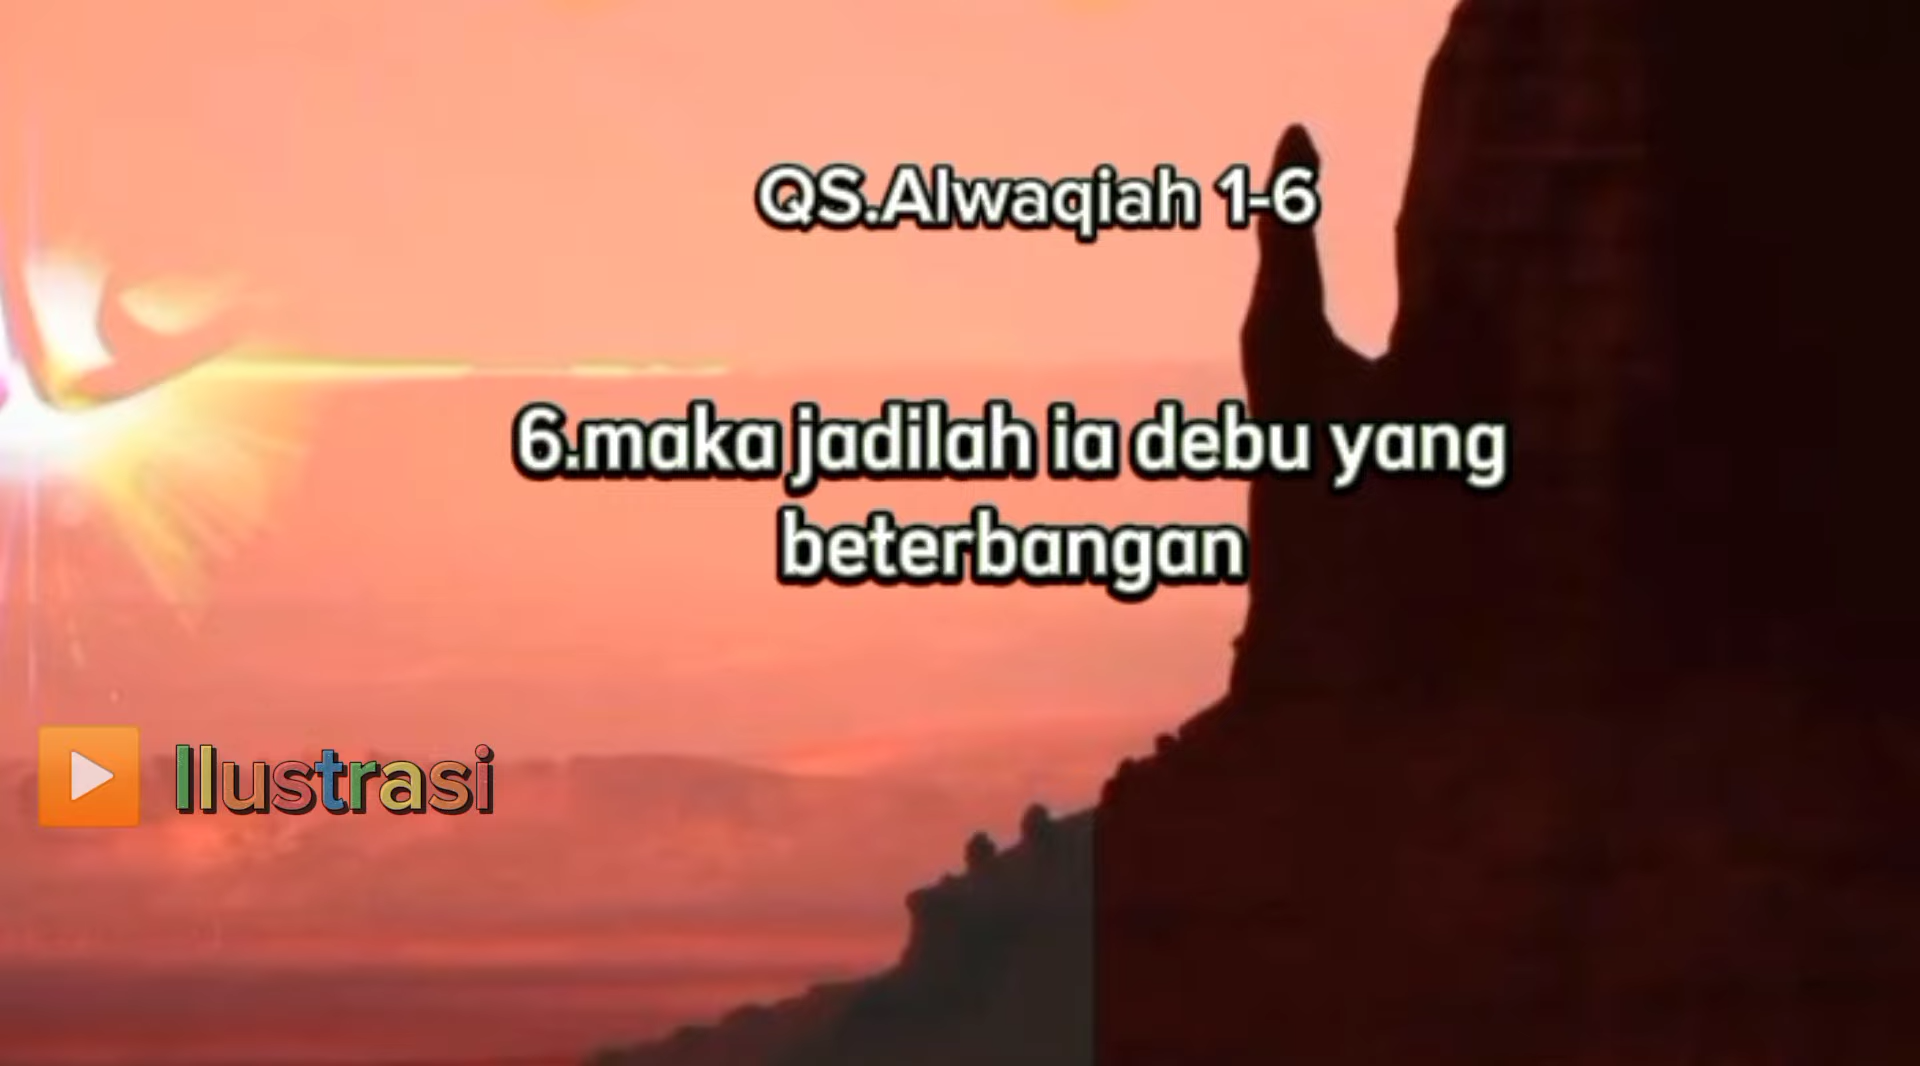 QS.Alwaqiah 1-6
6.maka jadilah ia debu yang
beterbangan
Ilustrasi